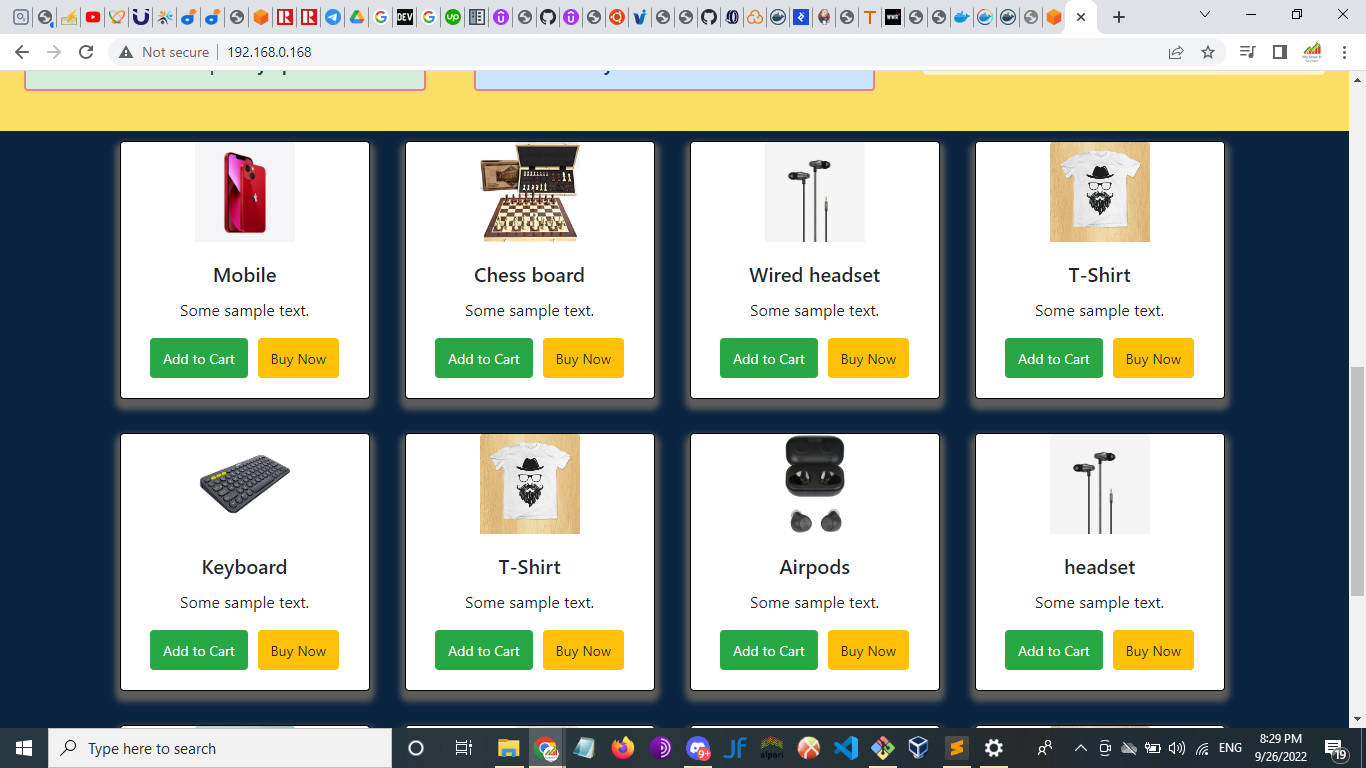 Not secure
192.168.0.168
Mobile
Some sample text.
Add to Cart
Buy Now
Chess board
Some sample text.
Add to Cart
Buy Now
Wired headset
Some sample text.
Add to Cart
Buy Now
T-Shirt
Some sample text.
Add to Cart
Buy Now
Keyboard
Some sample text.
Add to Cart
Buy Now
T-Shirt
Some sample text.
Add to Cart
Buy Now
Airpods
Some sample text.
Add to Cart
Buy Now
headset
Some sample text.
Add to Cart
Buy Now
Type here to search
9+
JF
alpari
ENG
8:29 PM
9/26/2022
19